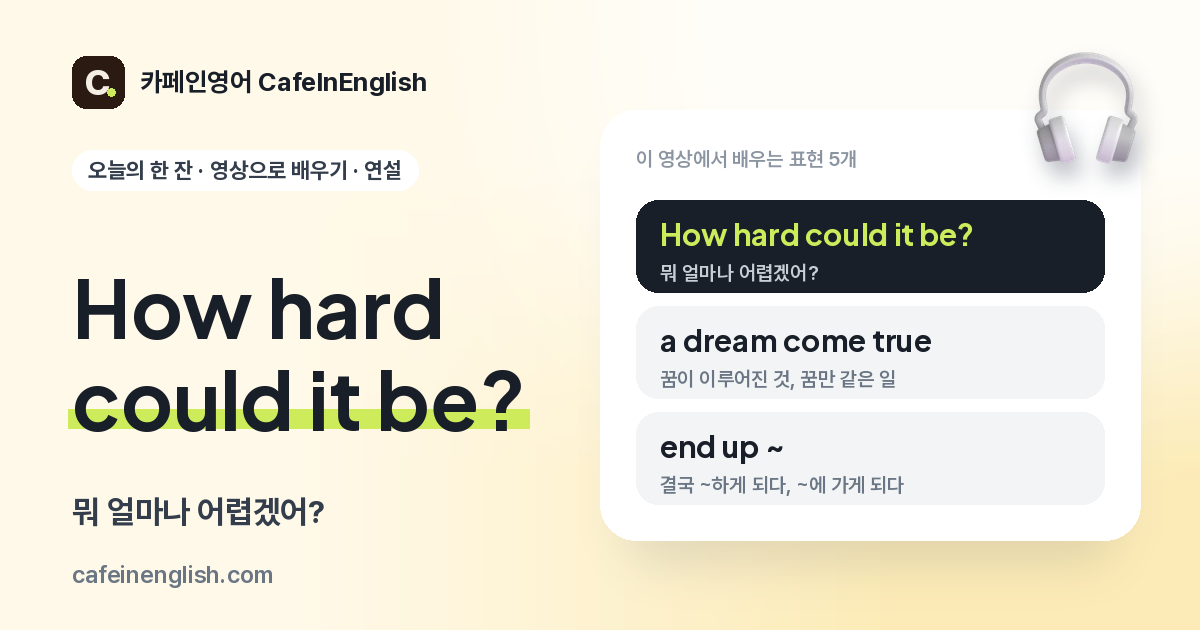 C
카페인영어 CafeInEnglish
오늘의 한 잔 · 영상으로 배우기 · 연설
How hard
could it be?
뭐 얼마나 어렵겠어?
cafeinenglish.com
이 영상에서 배우는 표현 5개
How hard could it be?
뭐 얼마나 어렵겠어?
a dream come true
꿈이 이루어진 것, 꿈만 같은 일
end up ~
결국 ~하게 되다, ~에 가게 되다